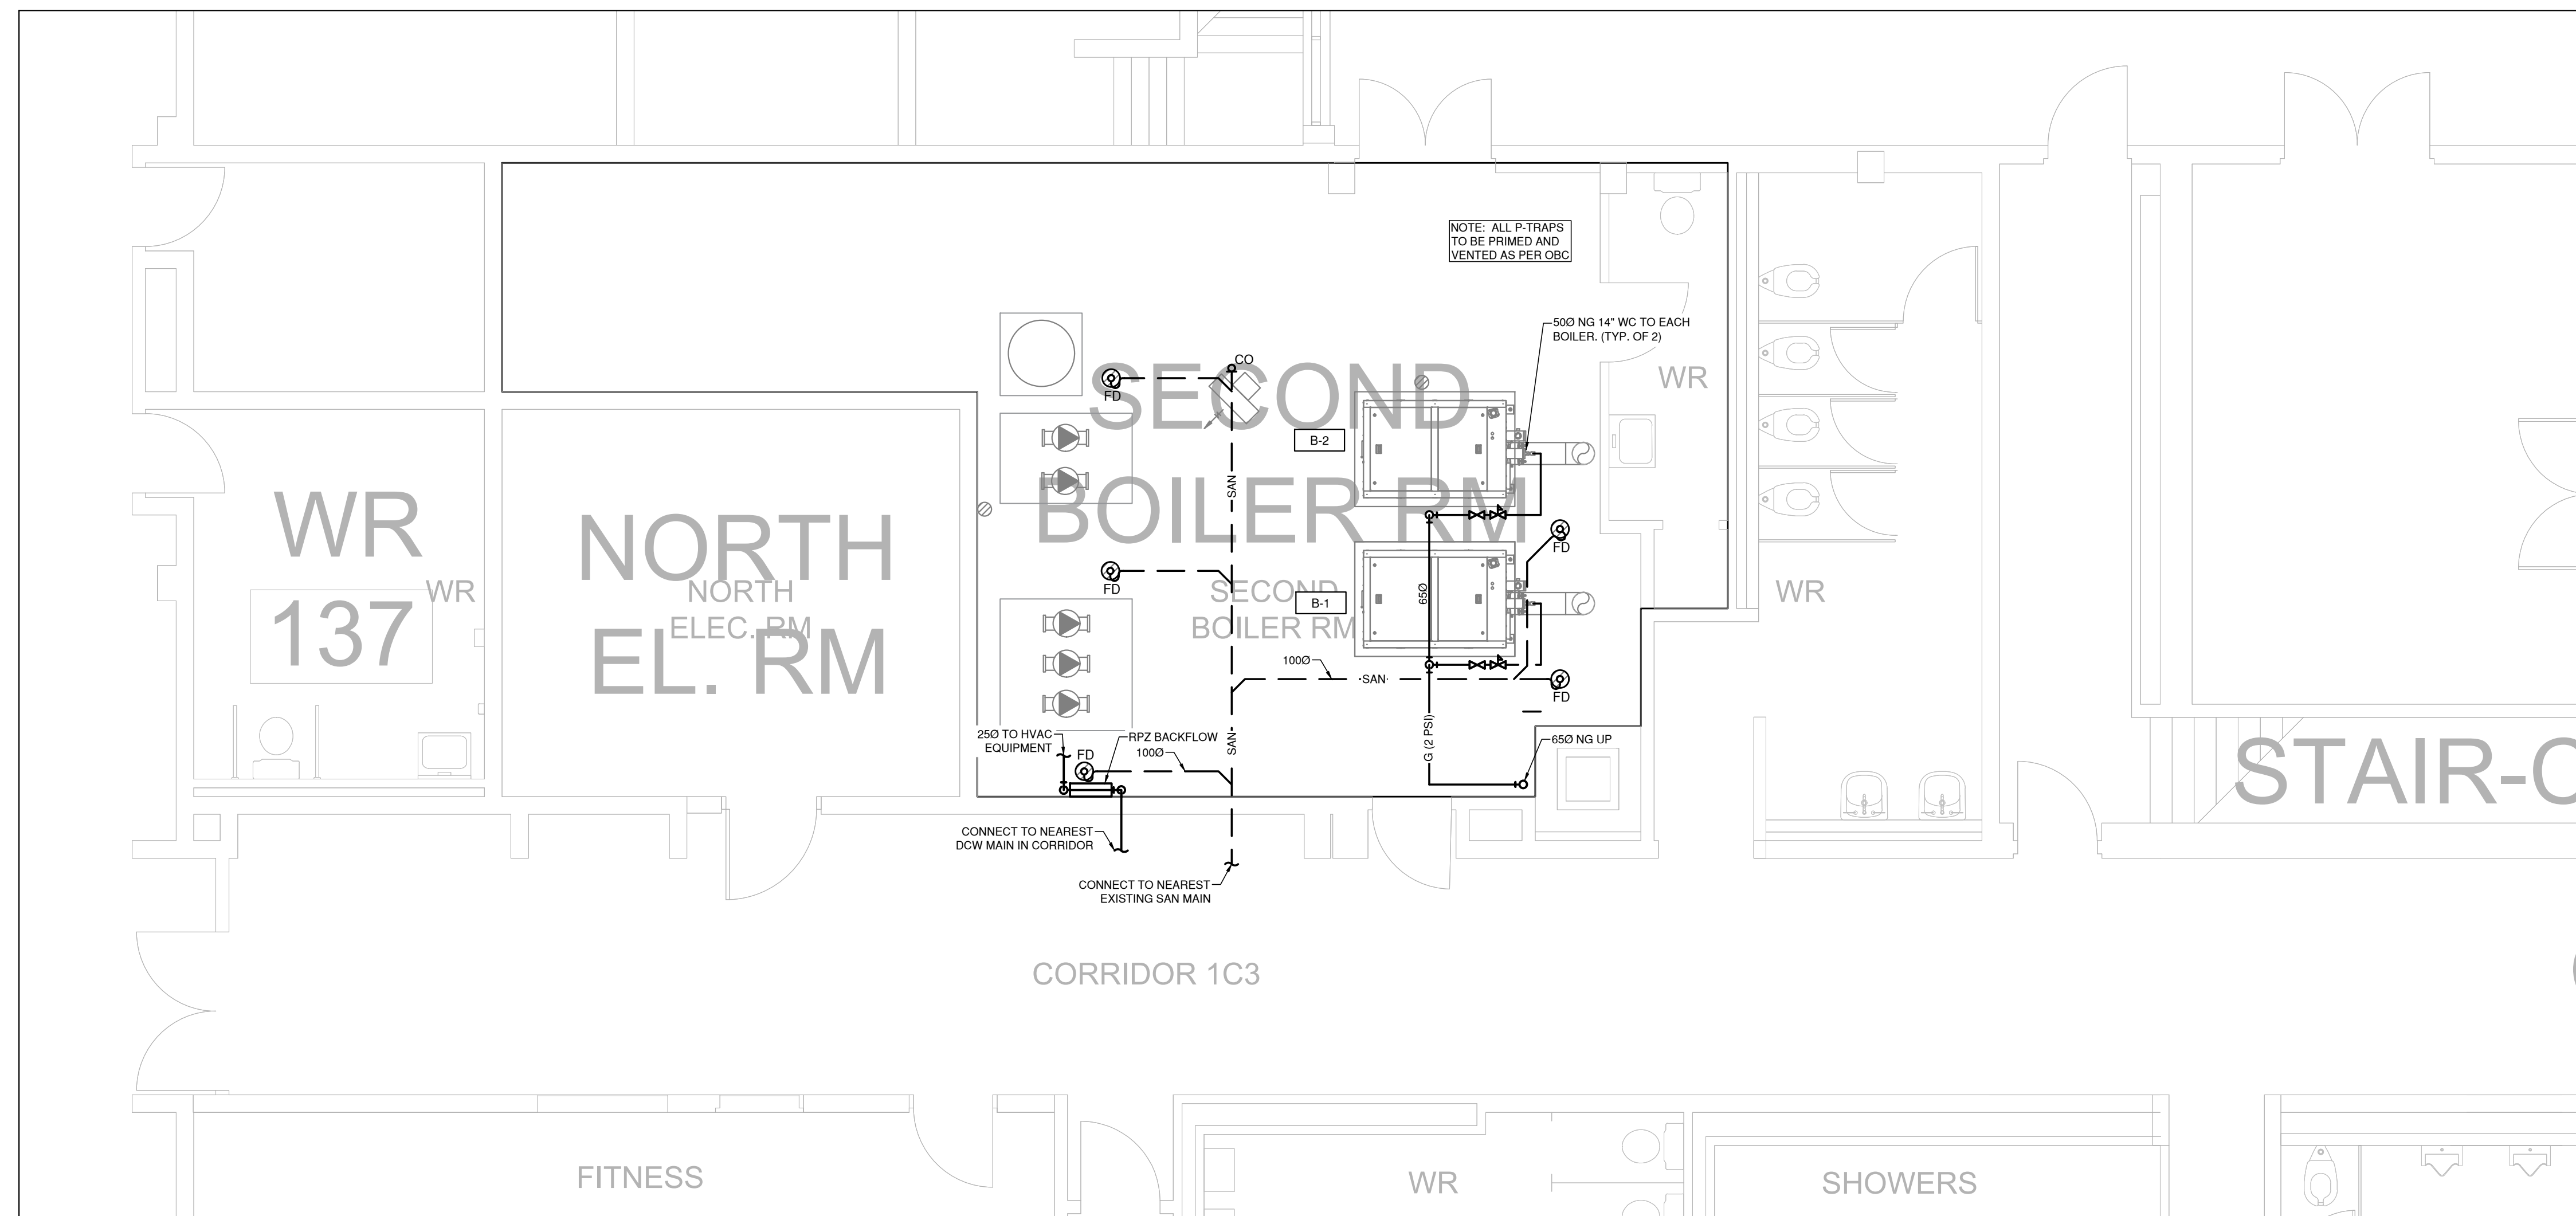 NOTE: ALL P-TRAPS
TO BE PRIMED AND
VENTED AS PER OBC
50Ø NG 14" WC TO EACH
BOILER. (TYP. OF 2)
CO
FD
SECOND
BOILER RM
WR
B-2
SAN
WR
137
WR
NORTH
EL. RM
NORTH
ELEC. RM
FD
FD
SECOND
BOILER RM
B-1
65Ø
WR
100Ø
SAN
FD
25Ø TO HVAC
EQUIPMENT
FD
RPZ BACKFLOW
100Ø
SAN
G (2 PSI)
65Ø NG UP
STAIR-C
CONNECT TO NEAREST
DCW MAIN IN CORRIDOR
CONNECT TO NEAREST
EXISTING SAN MAIN
CORRIDOR 1C3
FITNESS
WR
SHOWERS